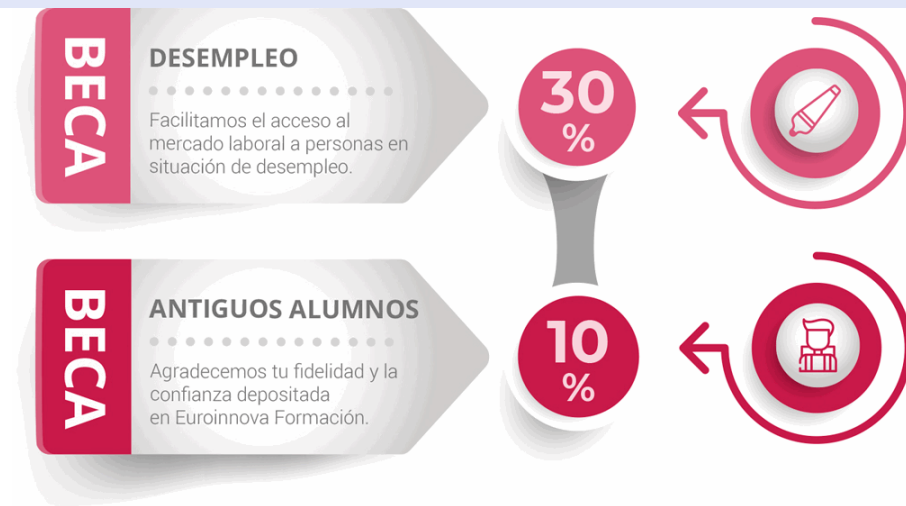 BECA
DESEMPLEO
Facilitamos el acceso al
mercado laboral a personas en
situación de desempleo.
30
%
BECA
ANTIGUOS ALUMNOS
Agradecemos tu fidelidad y la
confianza depositada
en Euroinnova Formación.
10
%